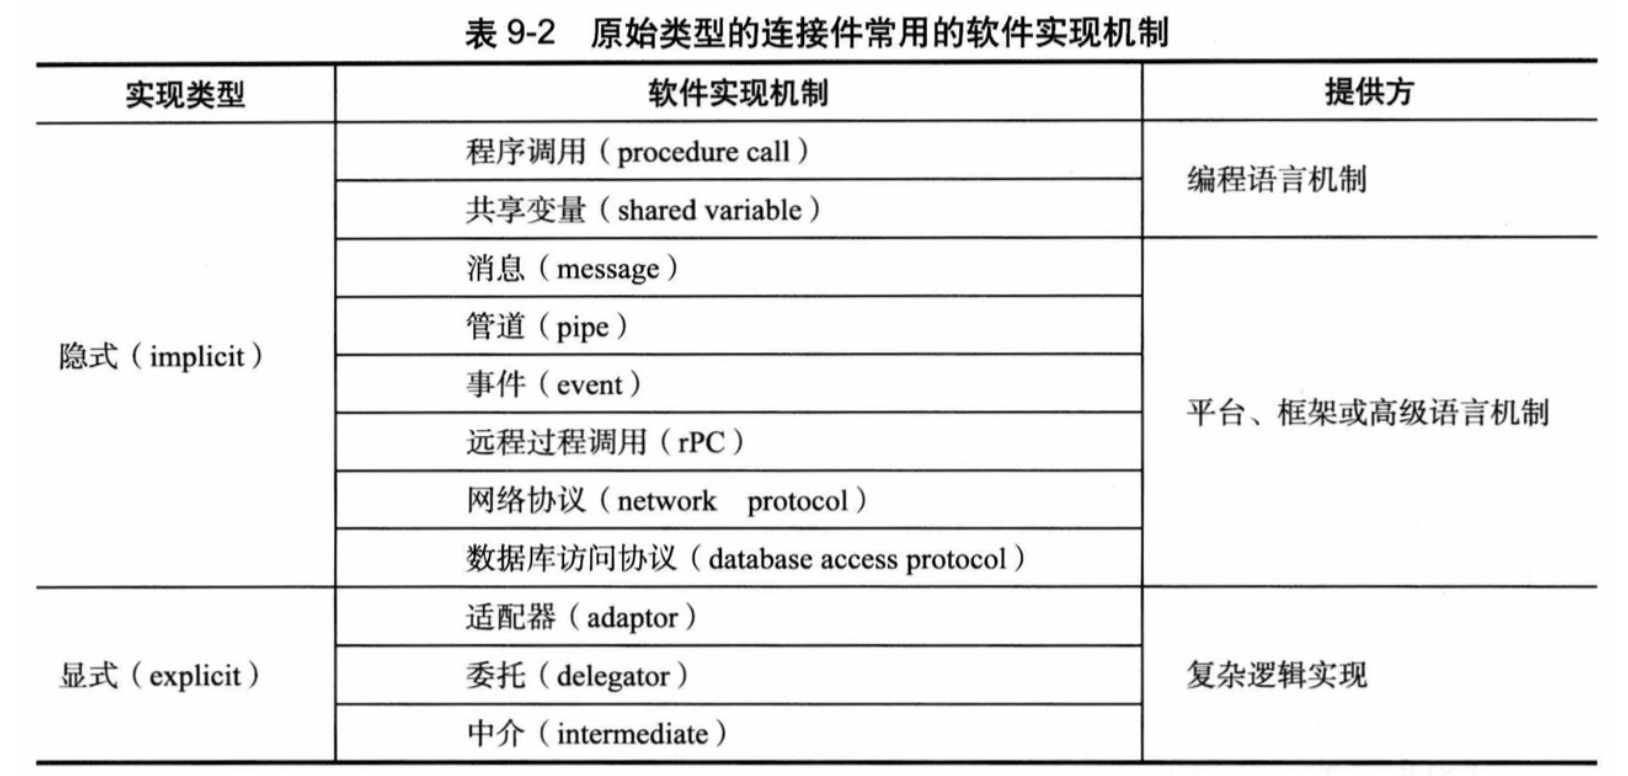 表 9-2 原始类型的连接件常用的软件实现机制
实现类型 软件实现机制 提供方
程序调用（procedure call）
编程语言机制
共享变量（shared variable）
消息（message）
管道（pipe）
隐式（implicit）
事件（event）
平台、框架或高级语言机制
远程过程调用（rPC）
网络协议（network protocol）
数据库访问协议（database access protocol）
适配器（adaptor）
显式（explicit） 委托（delegator） 复杂逻辑实现
中介（intermediate）